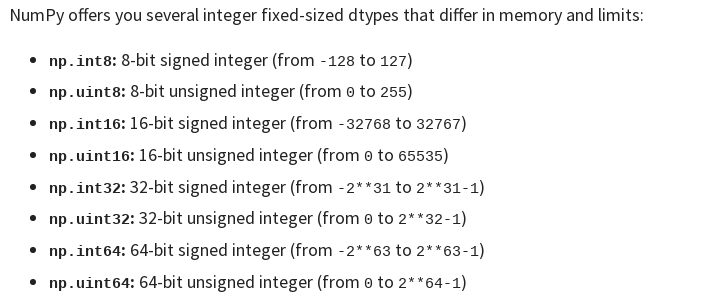 NumPy offers you several integer fixed-sized dtypes that differ in memory and limits:
• np.int8: 8-bit signed integer (from -128 to 127)
• np.uint8: 8-bit unsigned integer (from 0 to 255)
• np.int16: 16-bit signed integer (from -32768 to 32767)
• np.uint16: 16-bit unsigned integer (from 0 to 65535)
• np.int32: 32-bit signed integer (from -2**31 to 2**31-1)
• np.uint32: 32-bit unsigned integer (from 0 to 2**32-1)
• np.int64: 64-bit signed integer (from -2**63 to 2**63-1)
• np.uint64: 64-bit unsigned integer (from 0 to 2**64-1)